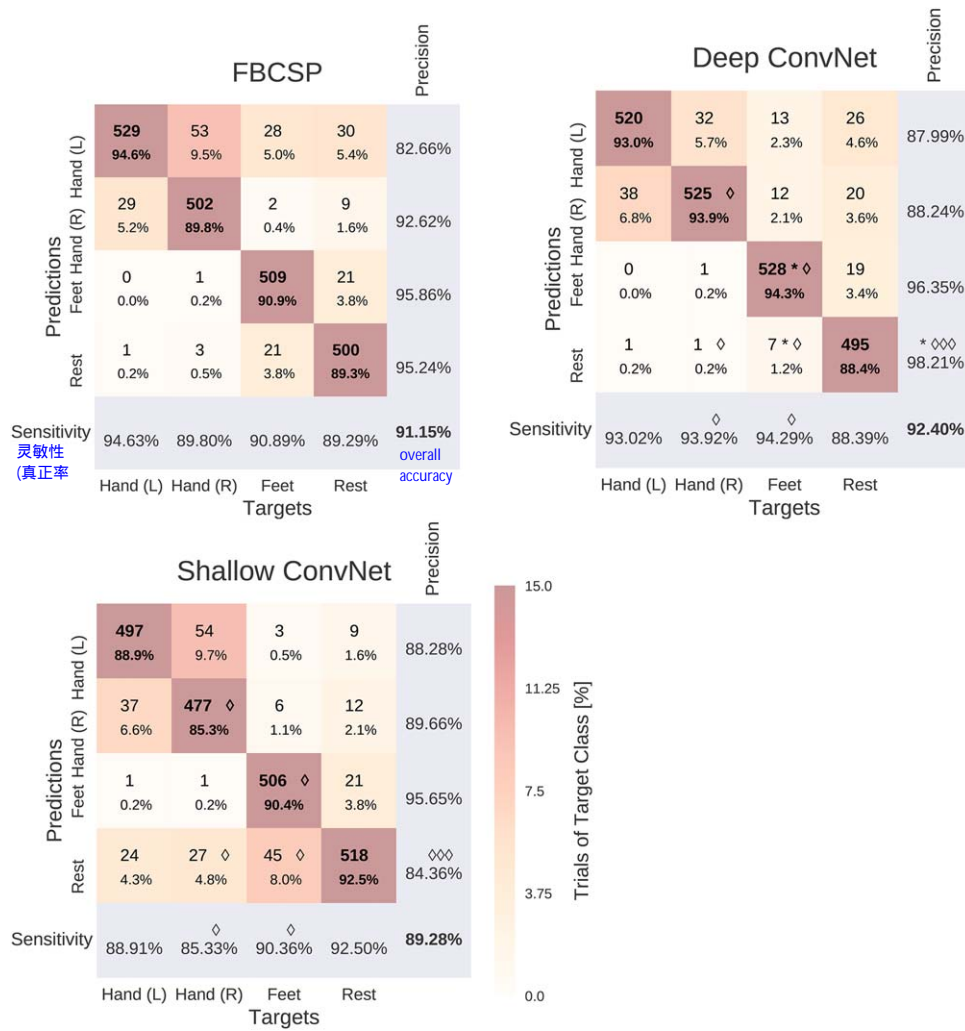 FBCSP
Precision
529 53 28 30
94.6% 9.5% 5.0% 5.4%
82.66%
29 502 2 9
5.2% 89.8% 0.4% 1.6%
92.62%
0 1 509 21
0.0% 0.2% 90.9% 3.8%
95.86%
1 3 21 500
0.2% 0.5% 3.8% 89.3%
95.24%
Predictions
Hand (L)
Hand (R)
Feet
Rest
Sensitivity 94.63% 89.80% 90.89% 89.29% 91.15%
灵敏性
(真正率
overall
accuracy
Hand (L) Hand (R) Feet Rest
Targets
Deep ConvNet
Precision
520 32 13 26
93.0% 5.7% 2.3% 4.6%
87.99%
38 525 ◊ 12 20
6.8% 93.9% 2.1% 3.6%
88.24%
0 1 528 * ◊ 19
0.0% 0.2% 94.3% 3.4%
96.35%
1 1 ◊ 7 * ◊ 495 * ◊◊◊
0.2% 0.2% 1.2% 88.4%
98.21%
Predictions
Hand (L)
Hand (R)
Feet
Rest
◊ ◊
Sensitivity 93.02% 93.92% 94.29% 88.39% 92.40%
Hand (L) Hand (R) Feet Rest
Targets
Shallow ConvNet
Precision
497 54 3 9
88.9% 9.7% 0.5% 1.6%
88.28%
37 477 ◊ 6 12
6.6% 85.3% 1.1% 2.1%
89.66%
1 1 506 ◊ 21
0.2% 0.2% 90.4% 3.8%
95.65%
24 27 ◊ 45 ◊ 518 ◊◊◊
4.3% 4.8% 8.0% 92.5%
84.36%
Predictions
Hand (L)
Hand (R)
Feet
Rest
◊ ◊
Sensitivity 88.91% 85.33% 90.36% 92.50% 89.28%
Hand (L) Hand (R) Feet Rest
Targets
15.0
11.25
7.5
3.75
0.0
Trials of Target Class [%]